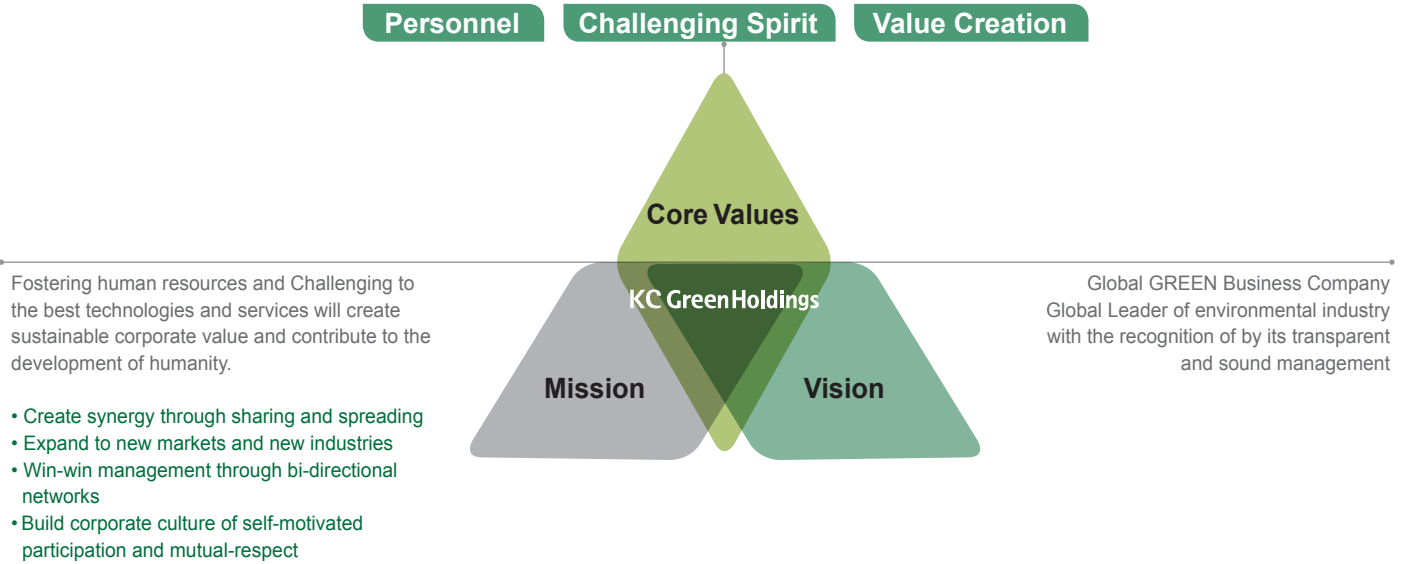 Personnel
Challenging Spirit
Value Creation
Core Values
KC GreenHoldings
Mission
Vision
Fostering human resources and Challenging to
the best technologies and services will create
sustainable corporate value and contribute to the
development of humanity.
• Create synergy through sharing and spreading
• Expand to new markets and new industries
• Win-win management through bi-directional
networks
• Build corporate culture of self-motivated
participation and mutual-respect
Global GREEN Business Company
Global Leader of environmental industry
with the recognition of by its transparent
and sound management